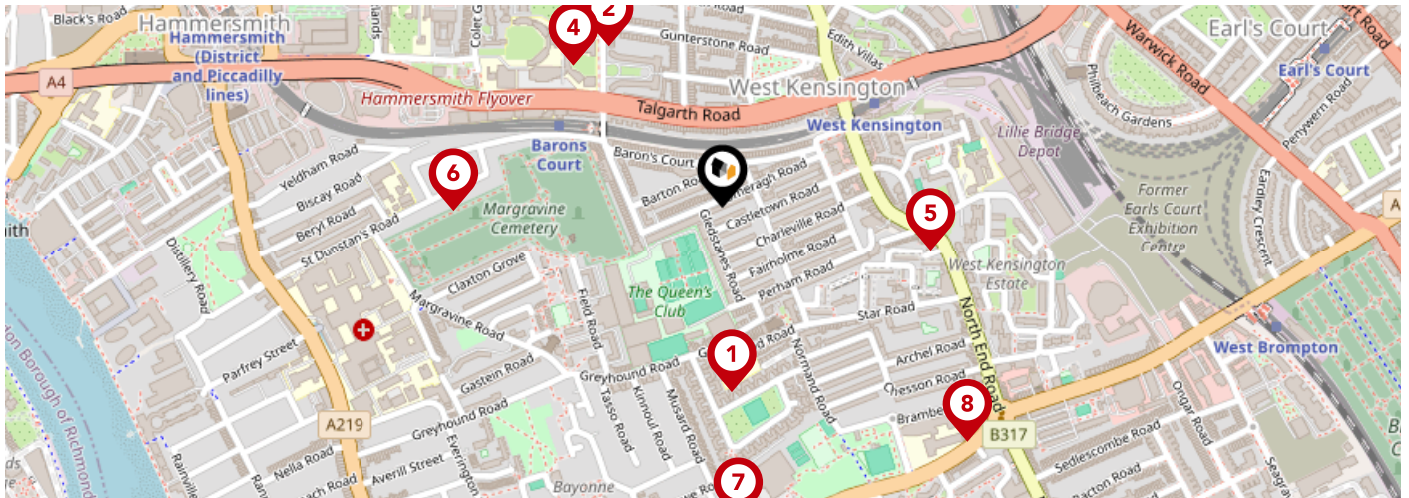 Black's Road
Hammersmith
Hammersmith
(District
and Piccadilly
lines)
A4
4
2
Gunterstone Road
Edith Villas
Warwick Road
Earl's Court
Earl's Court
Philbeach Gardens
Penywern Road
Hammersmith Flyover
Talgarth Road
West Kensington
West Kensington
Lillie Bridge
Depot
Barons
Court
Baron's Court
6
Yeldham Road
Biscay Road
Beryl Road
St Dunstan's Road
Margravine
Cemetery
Castletown Road
Charleville Road
Fairholme Road
Perham Road
Gledstanes Road
5
Former
Earls Court
Exhibition
Centre
Eardley Crescent
Distillery Road
Claxton Grove
Margravine Road
Field Road
The Queen's
Club
West Kensington
Estate
Star Road
North End Road
1
Parfrey Street
Gastein Road
Greyhound Road
Normand Road
Archel Road
Chesson Road
West Brompton
Tasso Road
Kinnoul Road
Musard Road
8
B317
Ongar Road
A219
Greyhound Road
Nella Road
Averill Street
Everington
Sedlescombe Road
Racton Road
7
Bayonne